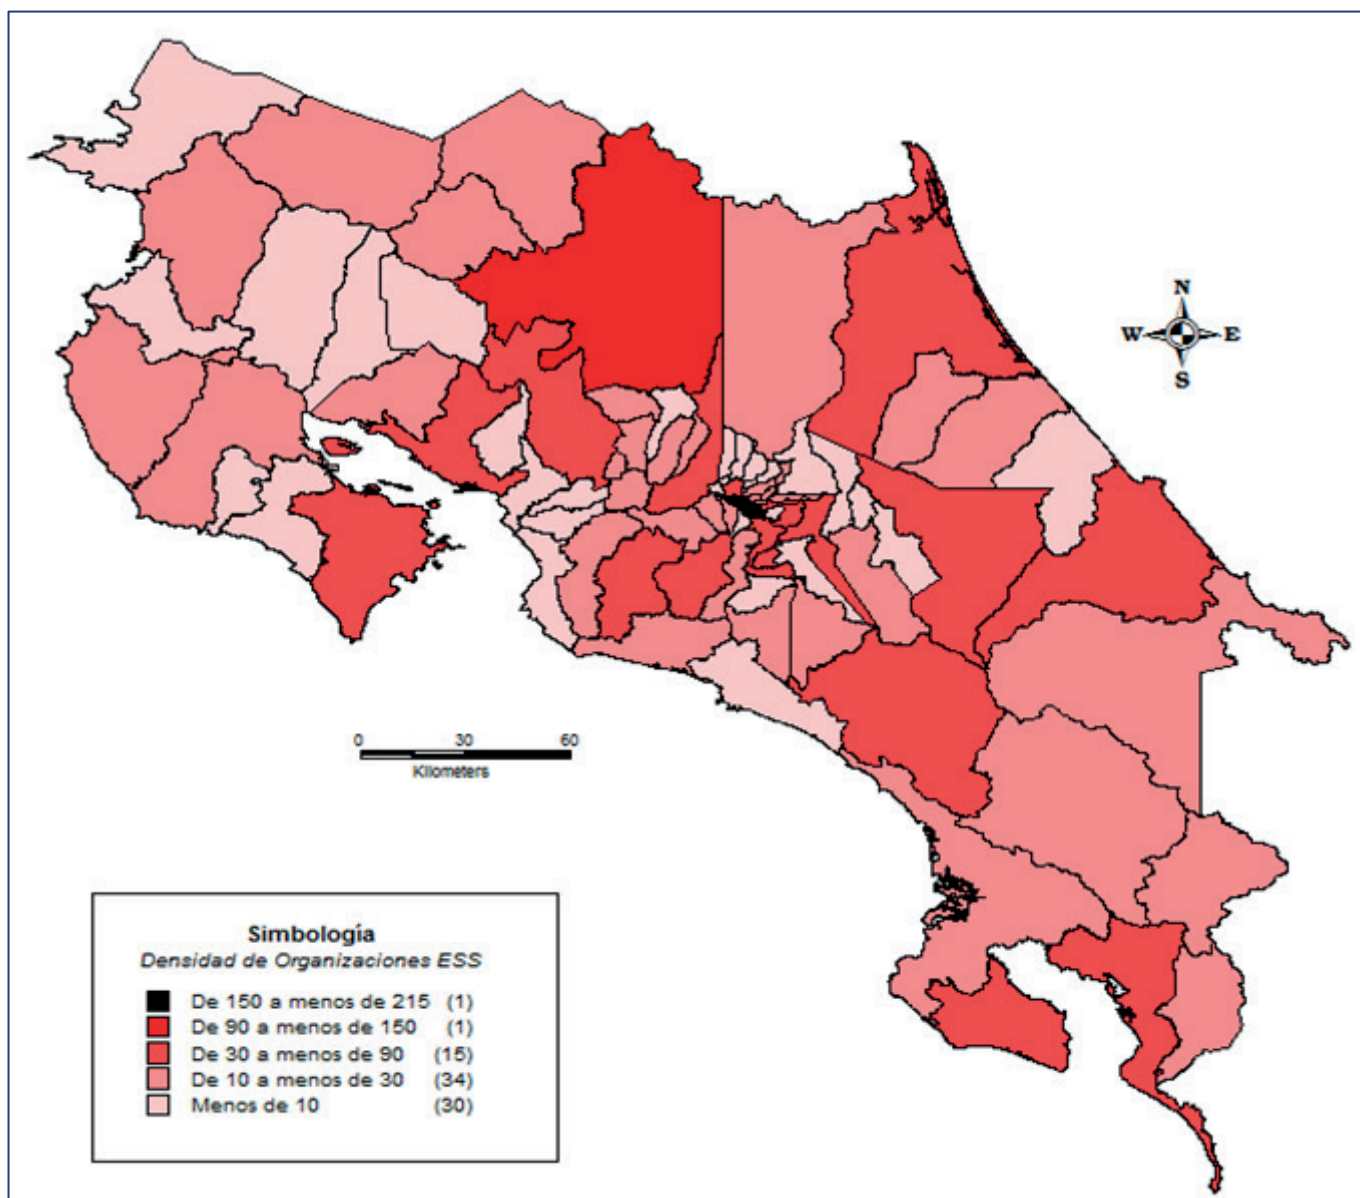 N
W E
S
0 30 60
Kilometers
Simbología
Densidad de Organizaciones ESS
De 150 a menos de 215 (1)
De 90 a menos de 150 (1)
De 30 a menos de 90 (15)
De 10 a menos de 30 (34)
Menos de 10 (30)